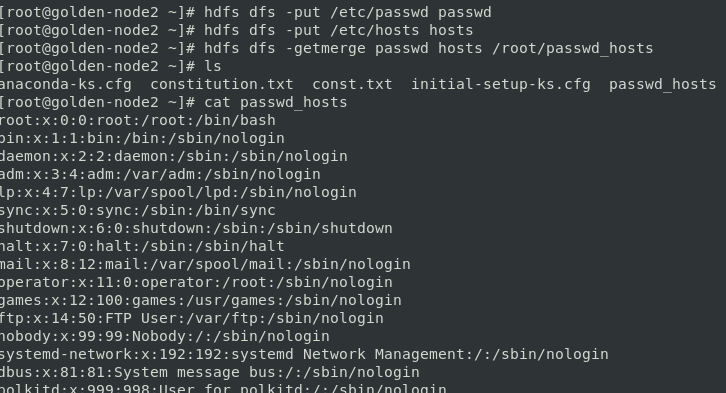 [root@golden-node2 ~]# hdfs dfs -put /etc/passwd passwd
[root@golden-node2 ~]# hdfs dfs -put /etc/hosts hosts
[root@golden-node2 ~]# hdfs dfs -getmerge passwd hosts /root/passwd_hosts
[root@golden-node2 ~]# ls
anaconda-ks.cfg  constitution.txt  const.txt  initial-setup-ks.cfg  passwd_hosts
[root@golden-node2 ~]# cat passwd_hosts
root:x:0:0:root:/root:/bin/bash
bin:x:1:1:bin:/bin:/sbin/nologin
daemon:x:2:2:daemon:/sbin:/sbin/nologin
adm:x:3:4:adm:/var/adm:/sbin/nologin
lp:x:4:7:lp:/var/spool/lpd:/sbin/nologin
sync:x:5:0:sync:/sbin:/bin/sync
shutdown:x:6:0:shutdown:/sbin:/sbin/shutdown
halt:x:7:0:halt:/sbin:/sbin/halt
mail:x:8:12:mail:/var/spool/mail:/sbin/nologin
operator:x:11:0:operator:/root:/sbin/nologin
games:x:12:100:games:/usr/games:/sbin/nologin
ftp:x:14:50:FTP User:/var/ftp:/sbin/nologin
nobody:x:99:99:Nobody:/:/sbin/nologin
systemd-network:x:192:192:systemd Network Management:/:/sbin/nologin
dbus:x:81:81:System message bus:/:/sbin/nologin
polkitd:x:999:998:User for polkitd:/:/sbin/nologin